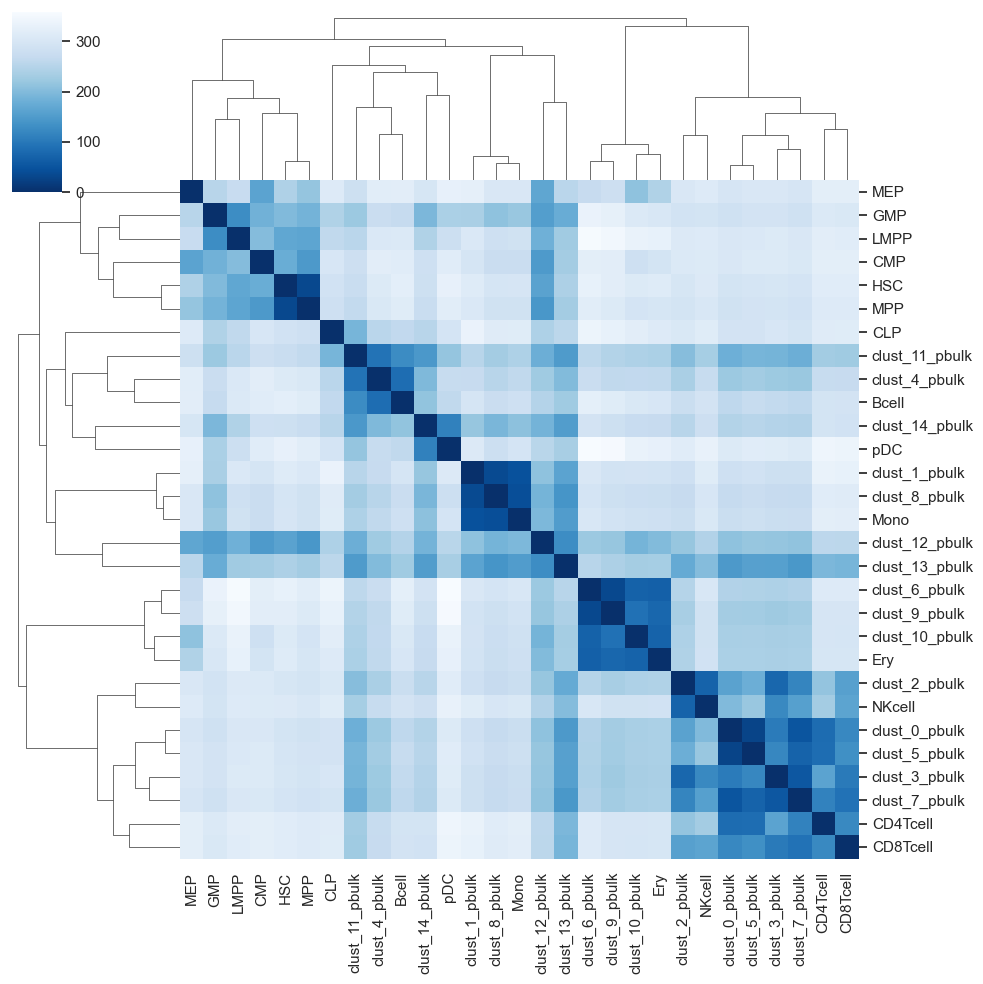 300
200
100
0
MEP
GMP
LMPP
CMP
HSC
MPP
CLP
clust_11_pbulk
clust_4_pbulk
Bcell
clust_14_pbulk
pDC
clust_1_pbulk
clust_8_pbulk
Mono
clust_12_pbulk
clust_13_pbulk
clust_6_pbulk
clust_9_pbulk
clust_10_pbulk
Ery
clust_2_pbulk
NKcell
clust_0_pbulk
clust_5_pbulk
clust_3_pbulk
clust_7_pbulk
CD4Tcell
CD8Tcell
MEP
GMP
LMPP
CMP
HSC
MPP
CLP
clust_11_pbulk
clust_4_pbulk
Bcell
clust_14_pbulk
pDC
clust_1_pbulk
clust_8_pbulk
Mono
clust_12_pbulk
clust_13_pbulk
clust_6_pbulk
clust_9_pbulk
clust_10_pbulk
Ery
clust_2_pbulk
NKcell
clust_0_pbulk
clust_5_pbulk
clust_3_pbulk
clust_7_pbulk
CD4Tcell
CD8Tcell